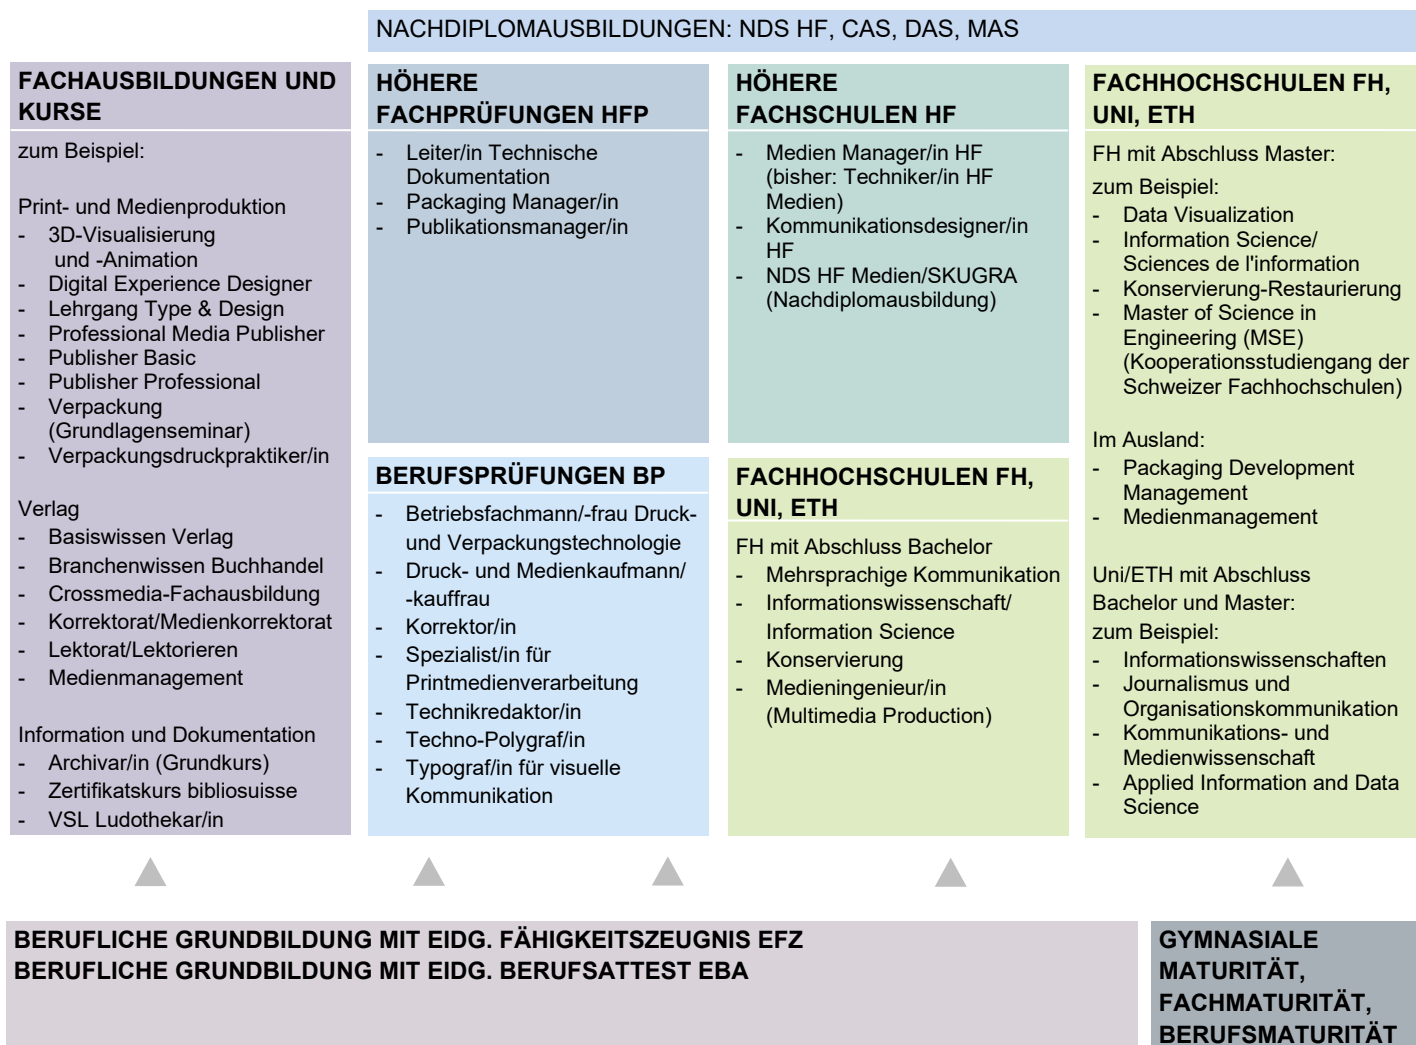 NACHDIPLOMAUSBILDUNGEN: NDS HF, CAS, DAS, MAS
FACHAUSBILDUNGEN UND
KURSE
zum Beispiel:
Print- und Medienproduktion
- 3D-Visualisierung
und -Animation
- Digital Experience Designer
- Lehrgang Type & Design
- Professional Media Publisher
- Publisher Basic
- Publisher Professional
- Verpackung
(Grundlagenseminar)
- Verpackungsdruckpraktiker/in
Verlag
- Basiswissen Verlag
- Branchenwissen Buchhandel
- Crossmedia-Fachausbildung
- Korrektorat/Medienkorrektorat
- Lektorat/Lektorieren
- Medienmanagement
Information und Dokumentation
- Archivar/in (Grundkurs)
- Zertifikatskurs bibliosuisse
- VSL Ludothekar/in
HÖHERE
FACHPRÜFUNGEN HFP
- Leiter/in Technische
Dokumentation
- Packaging Manager/in
- Publikationsmanager/in
BERUFSPRÜFUNGEN BP
- Betriebsfachmann/-frau Druck-
und Verpackungstechnologie
- Druck- und Medienkaufmann/
-kauffrau
- Korrektor/in
- Spezialist/in für
Printmedienverarbeitung
- Technikredaktor/in
- Techno-Polygraf/in
- Typograf/in für visuelle
Kommunikation
HÖHERE
FACHSCHULEN HF
- Medien Manager/in HF
(bisher: Techniker/in HF
Medien)
- Kommunikationsdesigner/in
HF
- NDS HF Medien/SKUGRA
(Nachdiplomausbildung)
FACHHOCHSCHULEN FH,
UNI, ETH
FH mit Abschluss Bachelor
- Mehrsprachige Kommunikation
- Informationswissenschaft/
Information Science
- Konservierung
- Medieningenieur/in
(Multimedia Production)
FACHHOCHSCHULEN FH,
UNI, ETH
FH mit Abschluss Master:
zum Beispiel:
- Data Visualization
- Information Science/
Sciences de l'information
- Konservierung-Restaurierung
- Master of Science in
Engineering (MSE)
(Kooperationsstudiengang der
Schweizer Fachhochschulen)
Im Ausland:
- Packaging Development
Management
- Medienmanagement
Uni/ETH mit Abschluss
Bachelor und Master:
zum Beispiel:
- Informationswissenschaften
- Journalismus und
Organisationskommunikation
- Kommunikations- und
Medienwissenschaft
- Applied Information and Data
Science
BERUFLICHE GRUNDBILDUNG MIT EIDG. FÄHIGKEITSZEUGNIS EFZ
BERUFLICHE GRUNDBILDUNG MIT EIDG. BERUFSATTEST EBA
GYMNASIALE
MATURITÄT,
FACHMATURITÄT,
BERUFSMATURITÄT